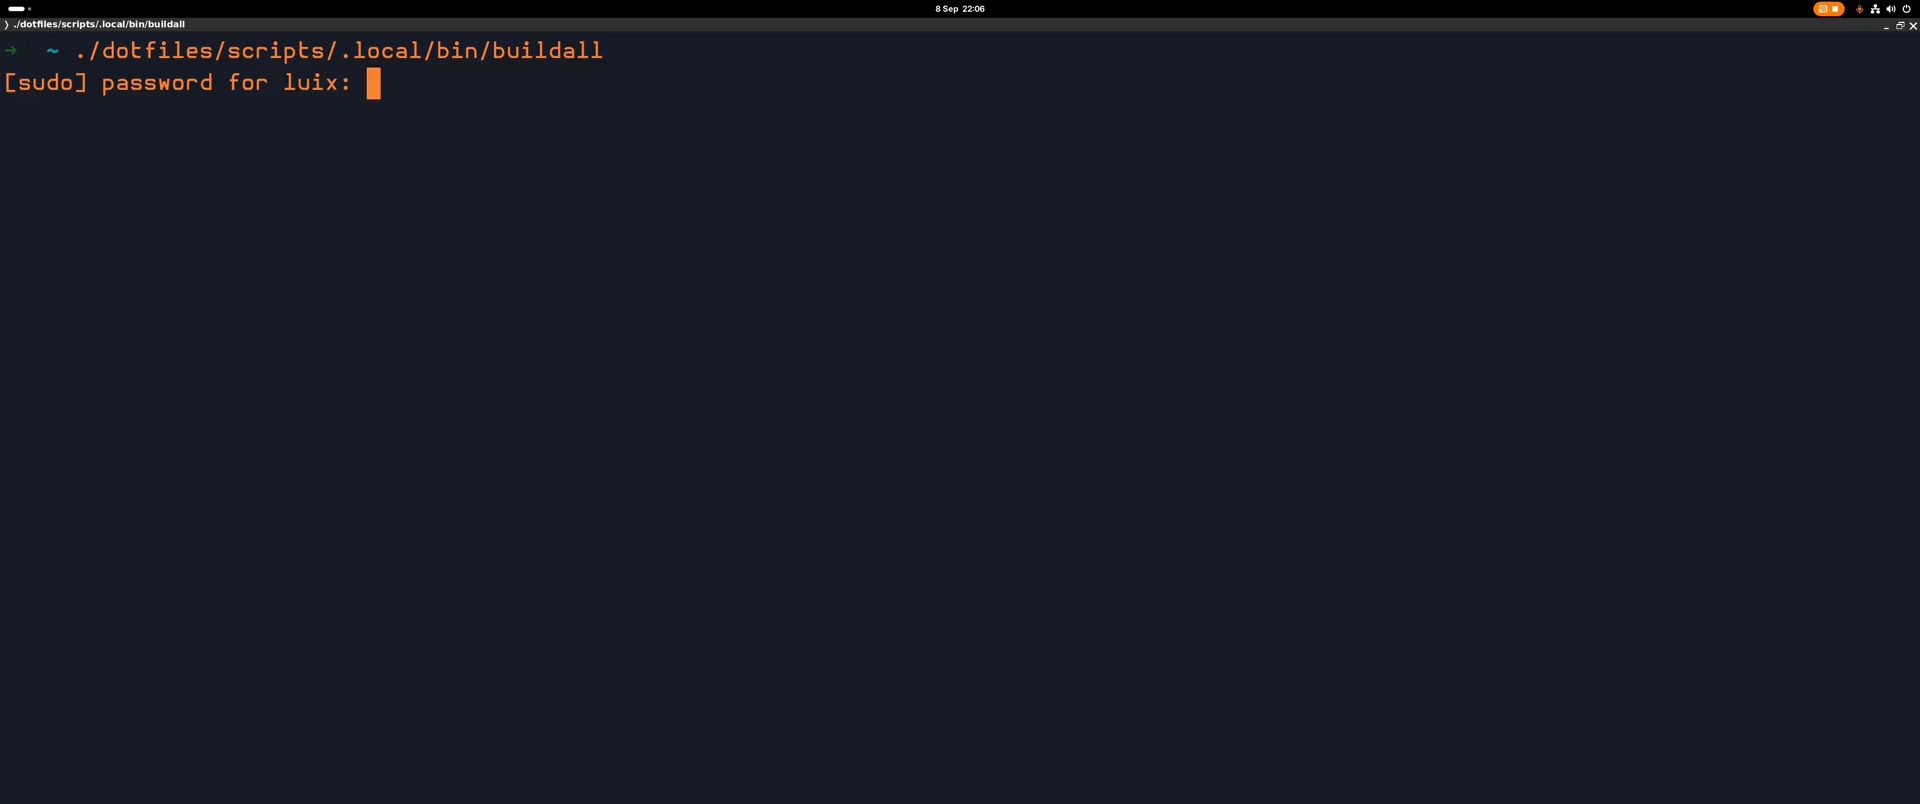 8 Sep 22:06
❭ ./dotfiles/scripts/.local/bin/buildall
→ ~ ./dotfiles/scripts/.local/bin/buildall
[sudo] password for luix: